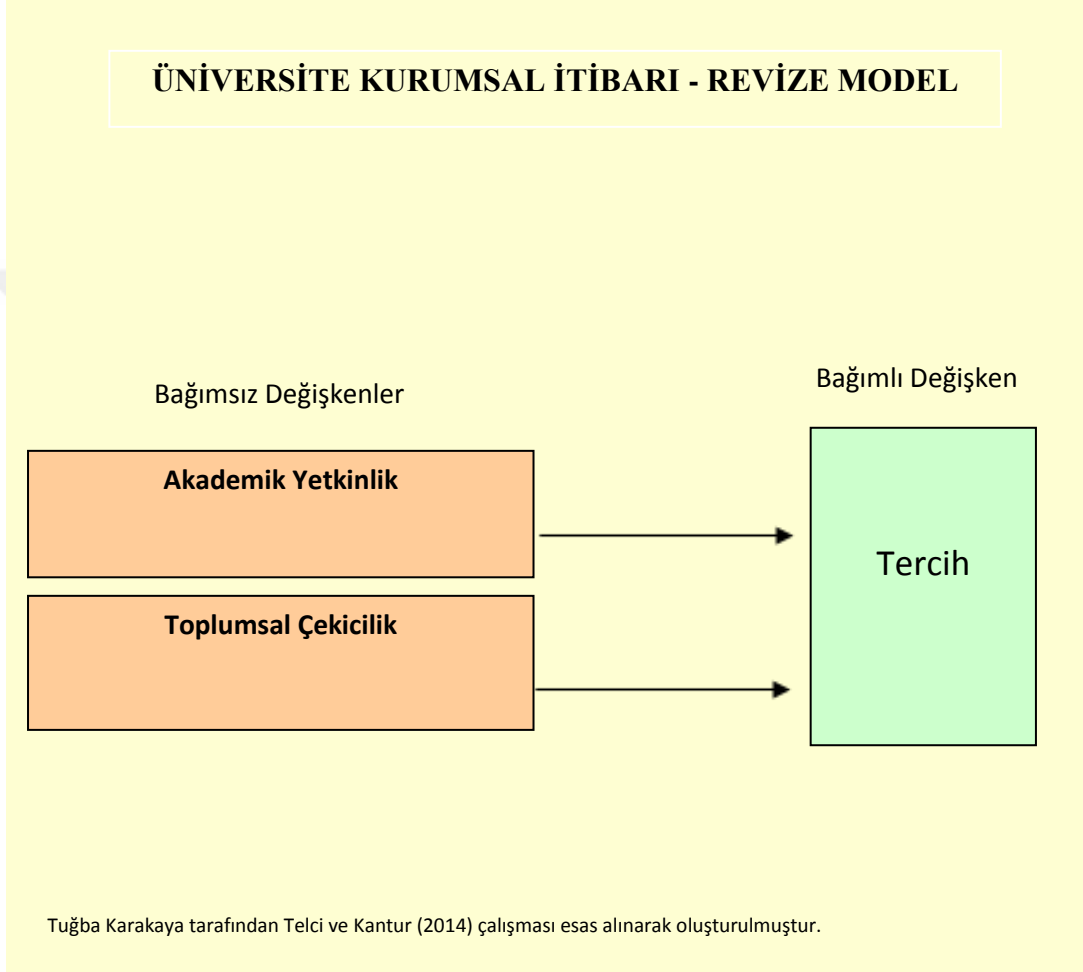 ÜNİVERSİTE KURUMSAL İTİBARI - REVİZE MODEL
Bağımsız Değişkenler
Bağımlı Değişken
Akademik Yetkinlik
Toplumsal Çekicilik
Tercih
Tuğba Karakaya tarafından Telci ve Kantur (2014) çalışması esas alınarak oluşturulmuştur.